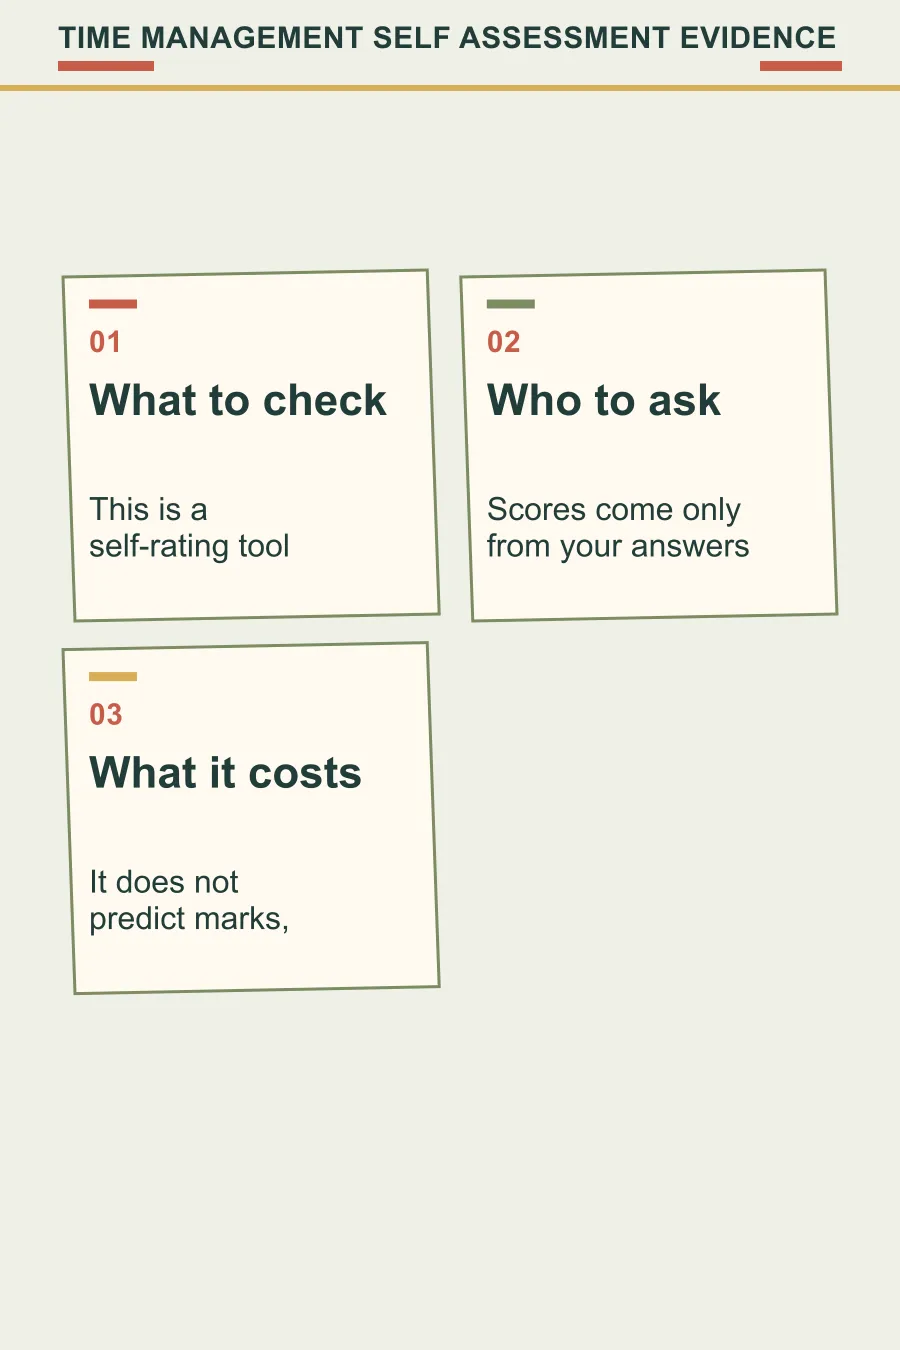 TIME MANAGEMENT SELF ASSESSMENT EVIDENCE
01
What to check
This is a
self-rating tool
02
Who to ask
Scores come only
from your answers
03
What it costs
It does not
predict marks,